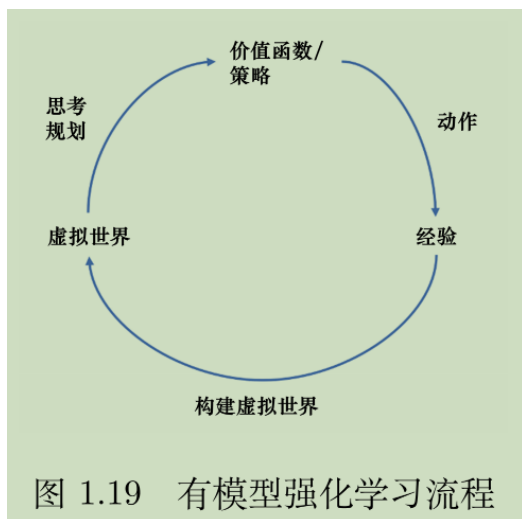 价值函数/
策略
思考
规划
动作
虚拟世界
经验
构建虚拟世界
图 1.19 有模型强化学习流程